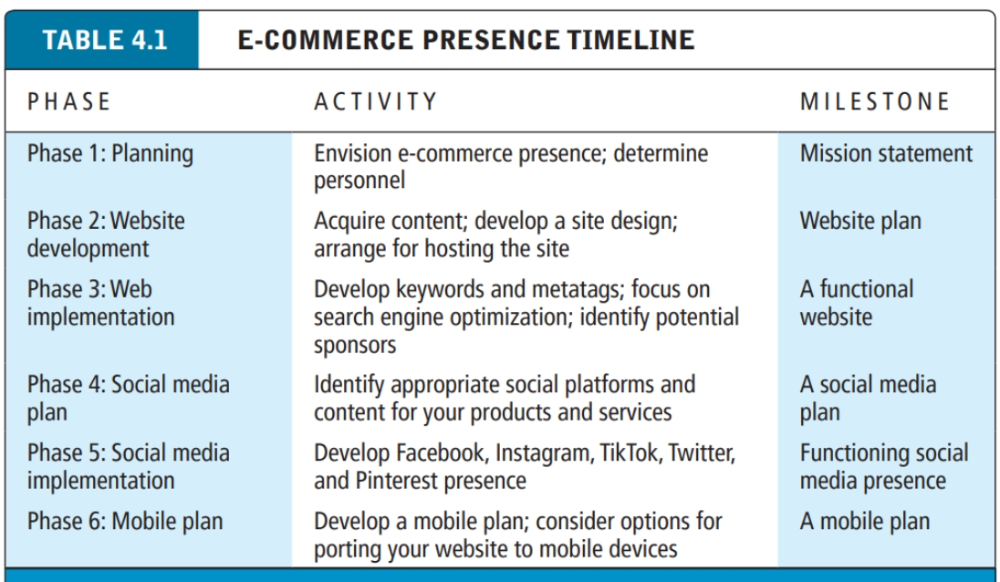 TABLE 4.1 E-COMMERCE PRESENCE TIMELINE
PHASE ACTIVITY MILESTONE
Phase 1: Planning Envision e-commerce presence; determine Mission statement
personnel
Phase 2: Website Acquire content; develop a site design; Website plan
development arrange for hosting the site
Phase 3: Web Develop keywords and metatags; focus on A functional
implementation search engine optimization; identify potential website
sponsors
Phase 4: Social media Identify appropriate social platforms and A social media
plan content for your products and services plan
Phase 5: Social media Develop Facebook, Instagram, TikTok, Twitter, Functioning social
implementation and Pinterest presence media presence
Phase 6: Mobile plan Develop a mobile plan; consider options for A mobile plan
porting your website to mobile devices